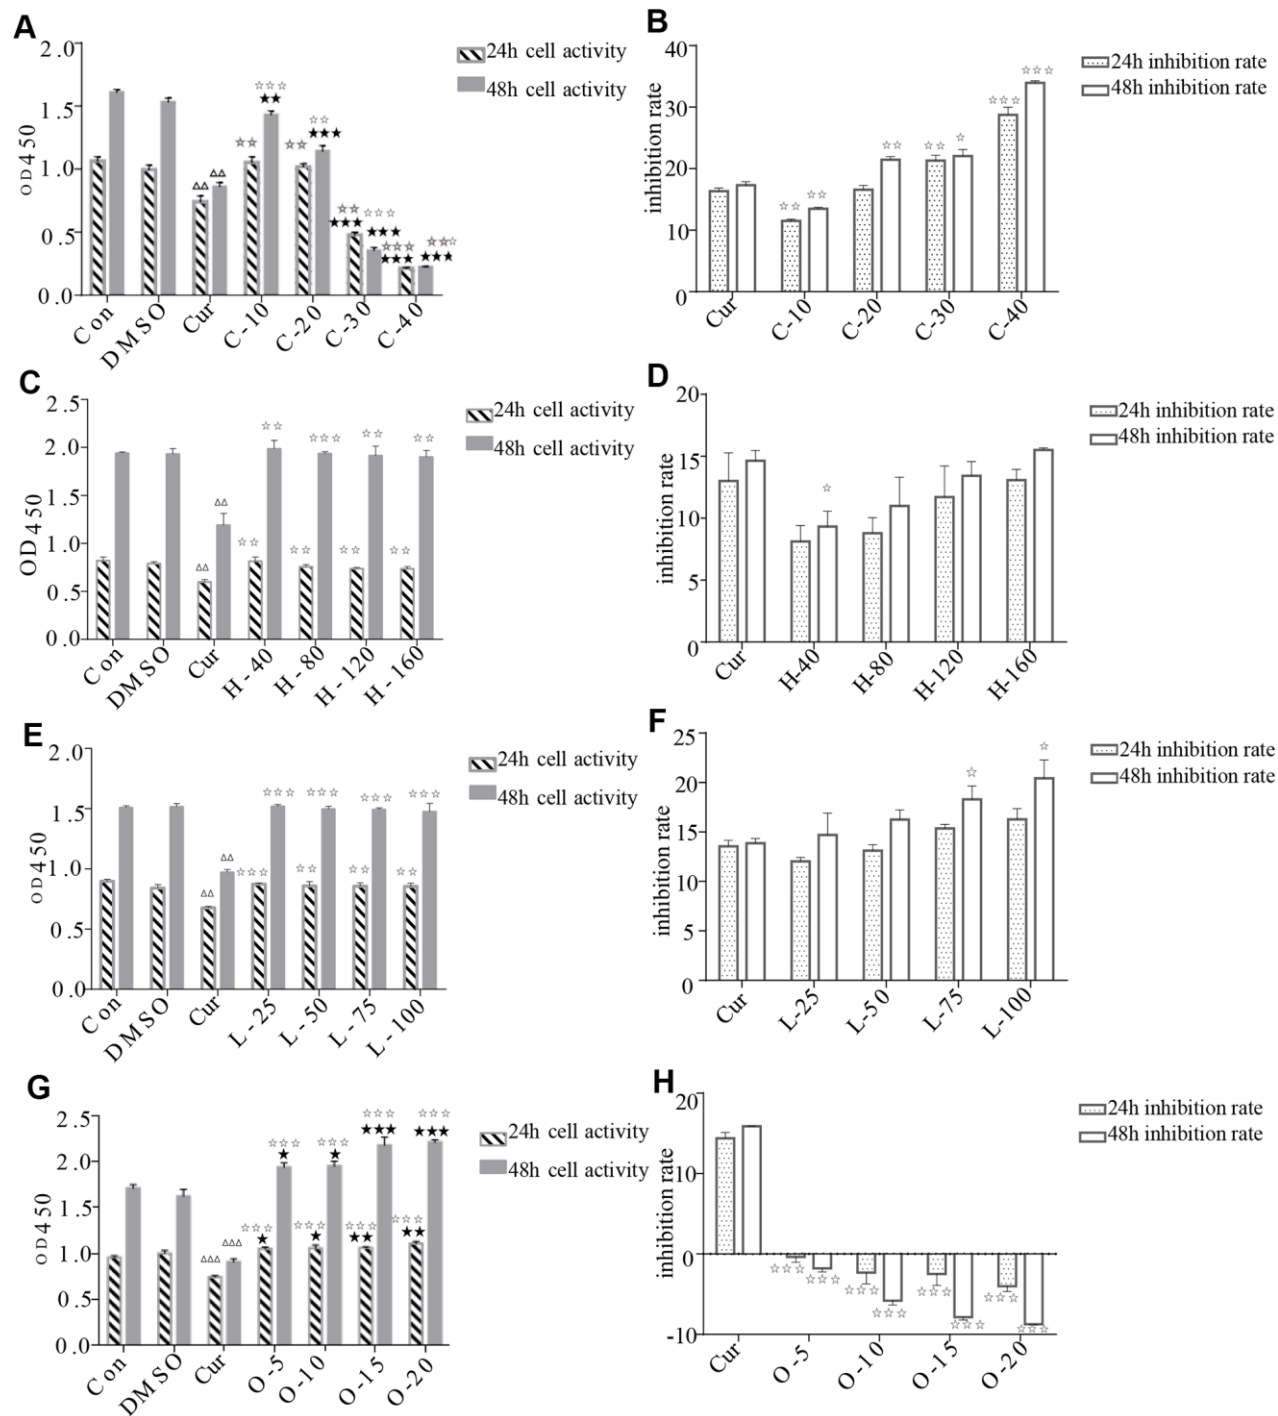 A
2.0
1.5
1.0
0.5
0.0
OD450
24h cell activity
48h cell activity
☆☆☆
★★
☆☆
☆☆
★★★
☆☆
△△
△△
☆☆
☆☆☆
★★★
★★★
☆☆☆
☆☆☆
★★★
★★★
Con
DMSO
Cur
C-10
C-20
C-30
C-40
B
40
30
20
10
0
inhibition rate
24h inhibition rate
48h inhibition rate
☆☆
☆☆
☆☆
☆☆
☆
☆☆☆
☆☆☆
Cur
C-10
C-20
C-30
C-40
C
2.5
2.0
1.5
1.0
0.5
0.0
OD450
24h cell activity
48h cell activity
☆☆
☆☆☆
☆☆
☆☆
△△
△△
☆☆
☆☆
☆☆
☆☆
Con
DMSO
Cur
H-40
H-80
H-120
H-160
D
20
15
10
5
0
inhibition rate
24h inhibition rate
48h inhibition rate
☆
Cur
H-40
H-80
H-120
H-160
E
2.0
1.5
1.0
0.5
0.0
OD450
24h cell activity
48h cell activity
☆☆☆
☆☆☆
☆☆☆
☆☆☆
△△
△△
☆☆☆
☆☆
☆☆
☆☆
Con
DMSO
Cur
L-25
L-50
L-75
L-100
F
25
20
15
10
5
0
inhibition rate
24h inhibition rate
48h inhibition rate
☆
☆
Cur
L-25
L-50
L-75
L-100
G
2.5
2.0
1.5
1.0
0.5
0.0
OD450
24h cell activity
48h cell activity
☆☆☆
★
☆☆☆
★
☆☆☆
★★★
☆☆☆
★★★
△△△
△△△
☆☆☆
★
☆☆☆
★
☆☆☆
★★
☆☆☆
★★
Con
DMSO
Cur
O-5
O-10
O-15
O-20
H
20
10
0
-10
inhibition rate
24h inhibition rate
48h inhibition rate
☆☆☆
☆☆☆
☆☆☆
☆☆☆
☆☆☆
☆☆☆
☆☆☆
☆☆☆
Cur
O-5
O-10
O-15
O-20